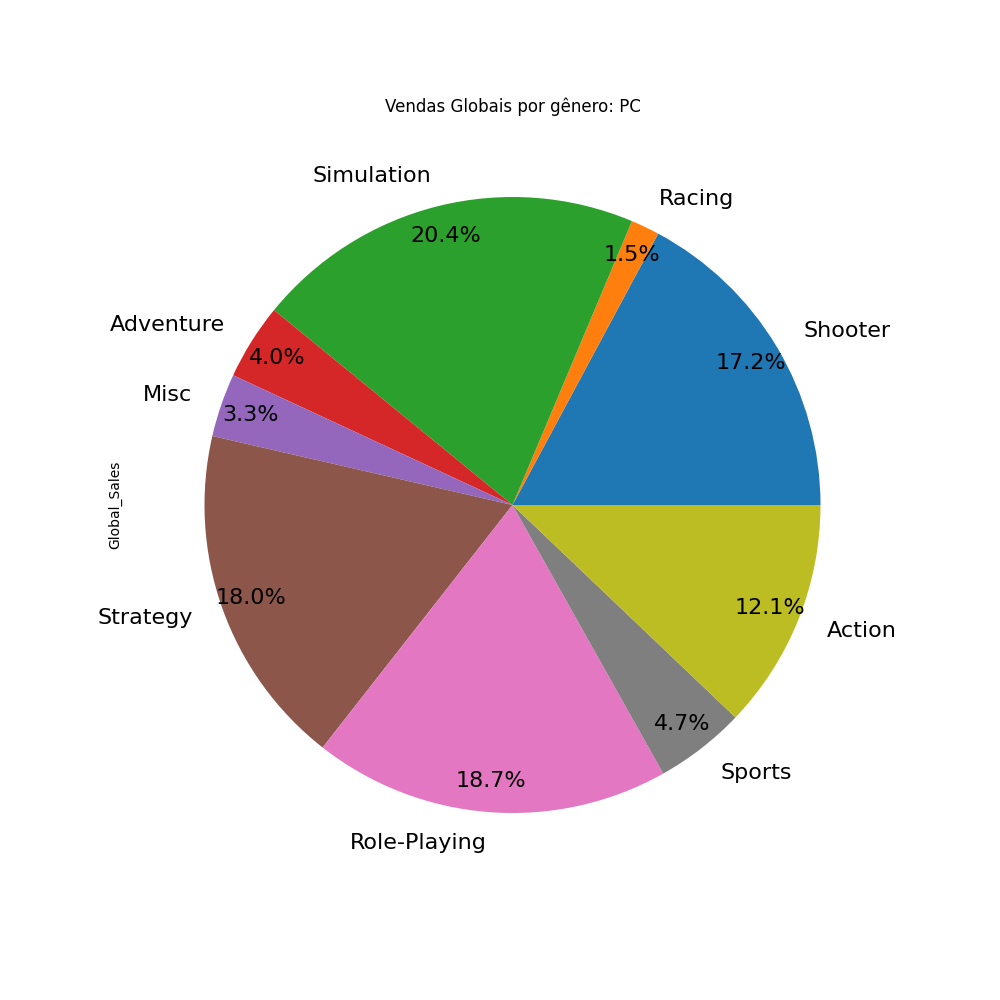 Vendas Globais por gênero: PC
Simulation
Racing
20.4%
1.5%
Adventure
Shooter
4.0%
17.2%
Misc
3.3%
Global_Sales
18.0%
Strategy
12.1%
Action
4.7%
Sports
18.7%
Role-Playing